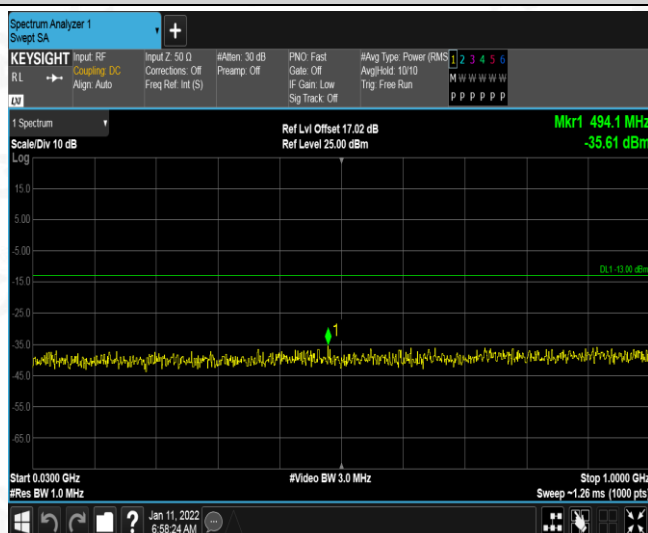 Spectrum Analyzer 1
Swept SA
+
KEYSIGHT
RL
LXI
Input: RF
Coupling: DC
Align: Auto
Input Z: 50 Ω
Corrections: Off
Freq Ref: Int (S)
#Atten: 30 dB
Preamp: Off
PNO: Fast
Gate: Off
IF Gain: Low
Sig Track: Off
#Avg Type: Power (RMS
Avg|Hold: 10/10
Trig: Free Run
1 2 3 4 5 6
M W W W W W
P P P P P P
1 Spectrum
Scale/Div 10 dB
Log
Ref Lvl Offset 17.02 dB
Ref Level 25.00 dBm
Mkr1 494.1 MHz
-35.61 dBm
15.0
5.00
-5.00
DL1 -13.00 dBm
-15.0
-25.0
1
-35.0
-45.0
-55.0
-65.0
Start 0.0300 GHz
#Res BW 1.0 MHz
#Video BW 3.0 MHz
Stop 1.0000 GHz
Sweep ~1.26 ms (1000 pts)
?
Jan 11, 2022
6:58:24 AM